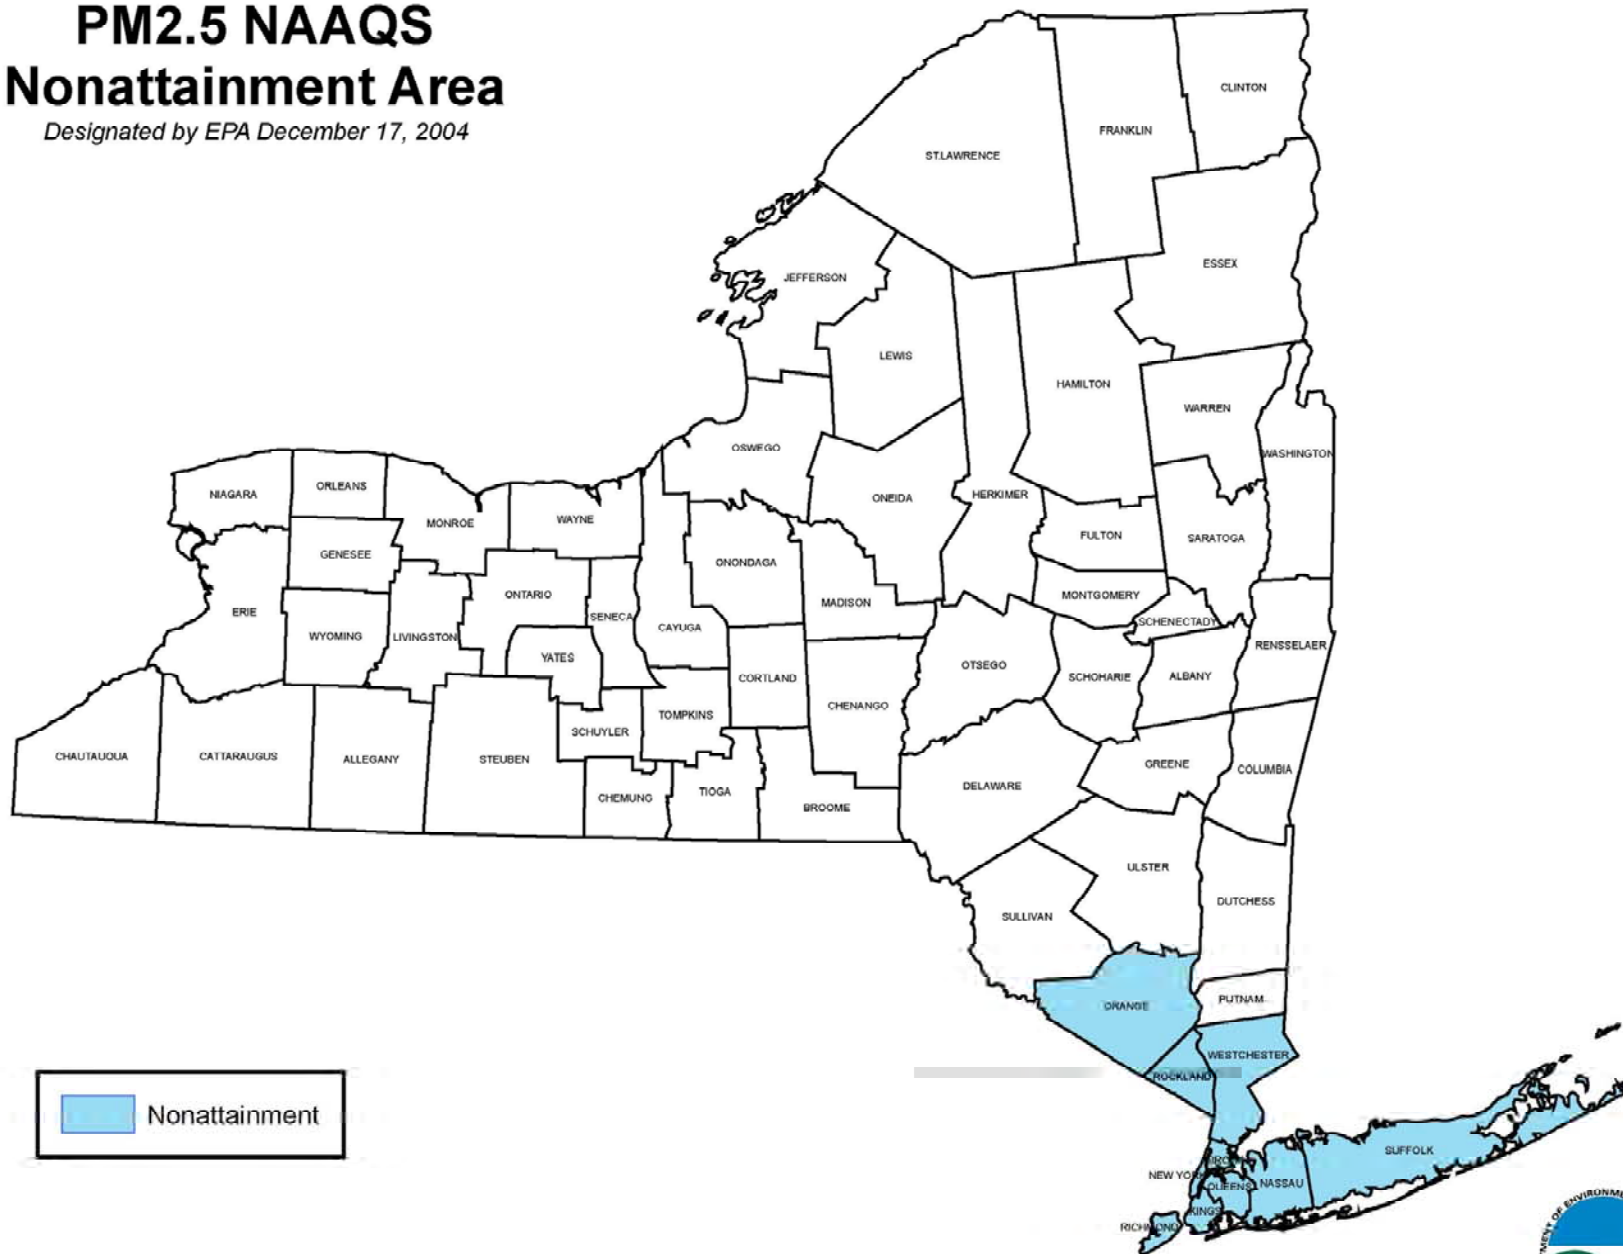 PM2.5 NAAQS
Nonattainment Area
Designated by EPA December 17, 2004
CLINTON
FRANKLIN
ST.LAWRENCE
ESSEX
JEFFERSON
LEWIS
HAMILTON
WARREN
OSWEGO
WASHINGTON
ORLEANS
NIAGARA
HERKIMER
ONEIDA
WAYNE
MONROE
FULTON
SARATOGA
GENESEE
ONONDAGA
ONTARIO
MONTGOMERY
MADISON
ERIE
SENECA
SCHENECTADY
CAYUGA
WYOMING
LIVINGSTON
RENSSELAER
YATES
OTSEGO
CORTLAND
SCHOHARIE
ALBANY
CHENANGO
TOMPKINS
SCHUYLER
CHAUTAUQUA
CATTARAUGUS
ALLEGANY
STEUBEN
GREENE
COLUMBIA
DELAWARE
TIOGA
CHEMUNG
BROOME
ULSTER
DUTCHESS
SULLIVAN
PUTNAM
ORANGE
WESTCHESTER
ROCKLAND
Nonattainment
SUFFOLK
NEW YORK
QUEENS
NASSAU
KINGS
RICHMOND